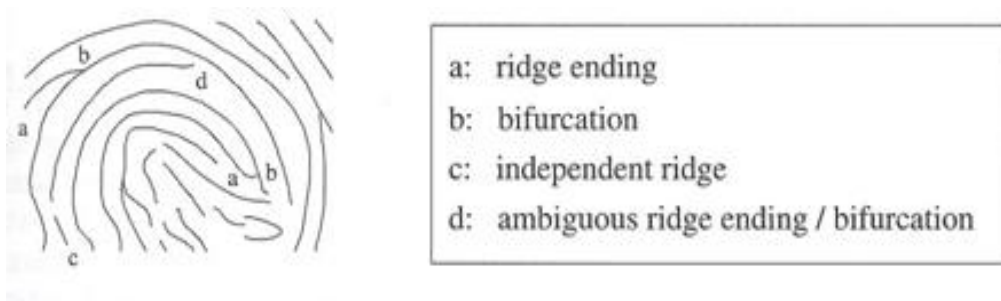 b
d
a
a
b
c
a: ridge ending
b: bifurcation
c: independent ridge
d: ambiguous ridge ending / bifurcation